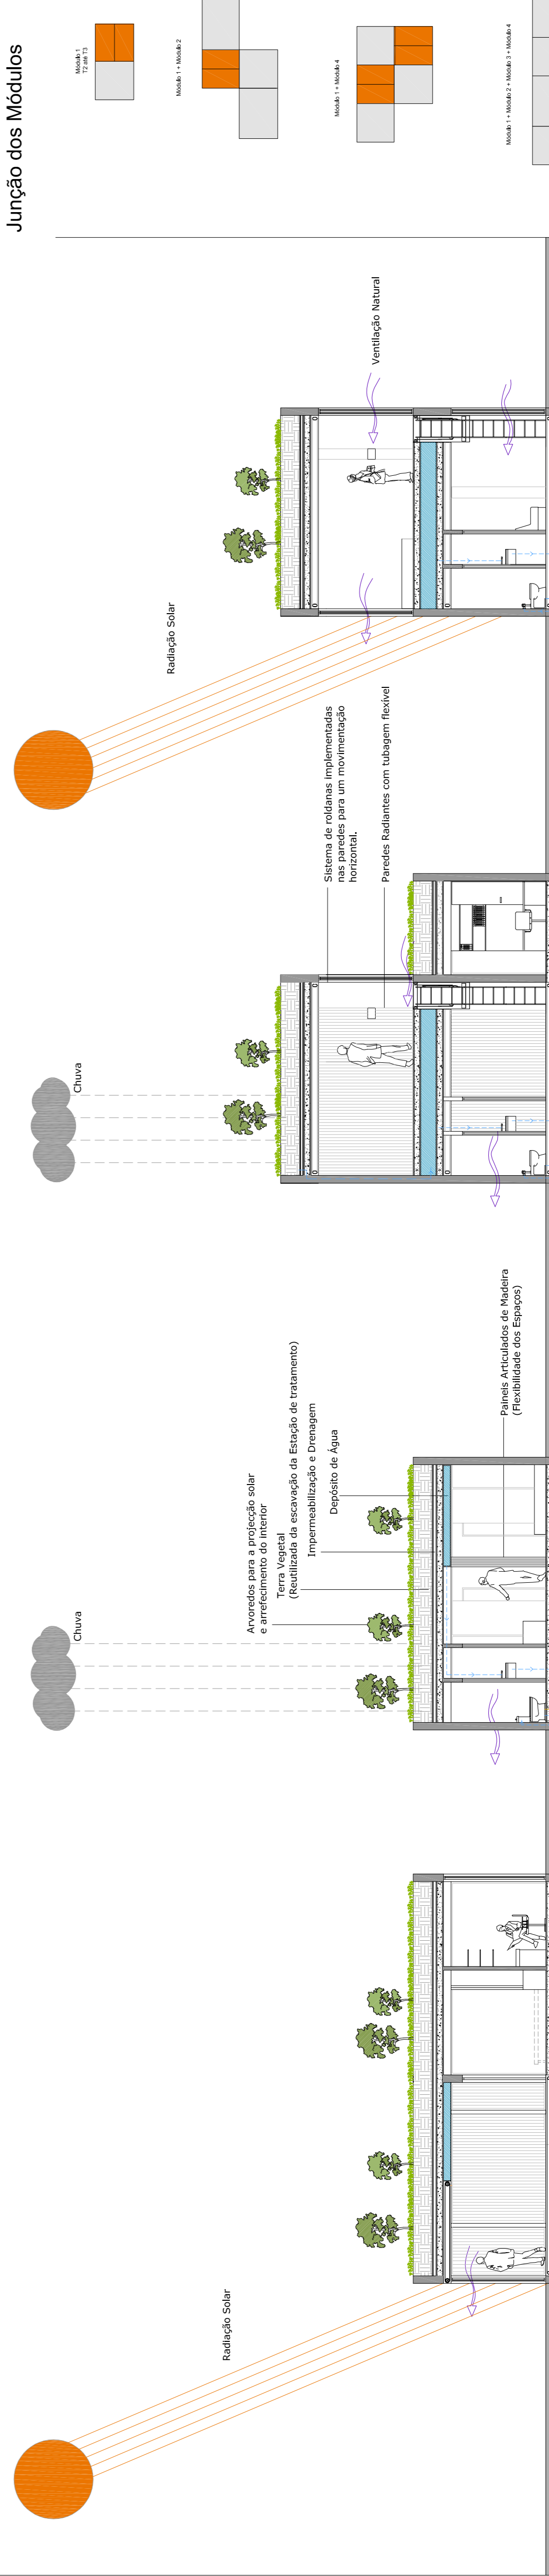 Junção dos Módulos
Módulo 1
T2 até T3
Módulo 1 + Módulo 2
Módulo 1 + Módulo 4
Módulo 1 + Módulo 2 + Módulo 3 + Módulo 4
Radiação Solar
Chuva
Arvoredos para a projecção solar
e arrefecimento do interior
Terra Vegetal
(Reutilizada da escavação da Estação de tratamento)
Impermeabilização e Drenagem
Depósito de Água
Paineis Articulados de Madeira
(Flexibilidade dos Espaços)
Chuva
Sistema de roldanas implementadas
nas paredes para um movimentação
horizontal.
Paredes Radiantes com tubagem flexível
Radiação Solar
Ventilação Natural